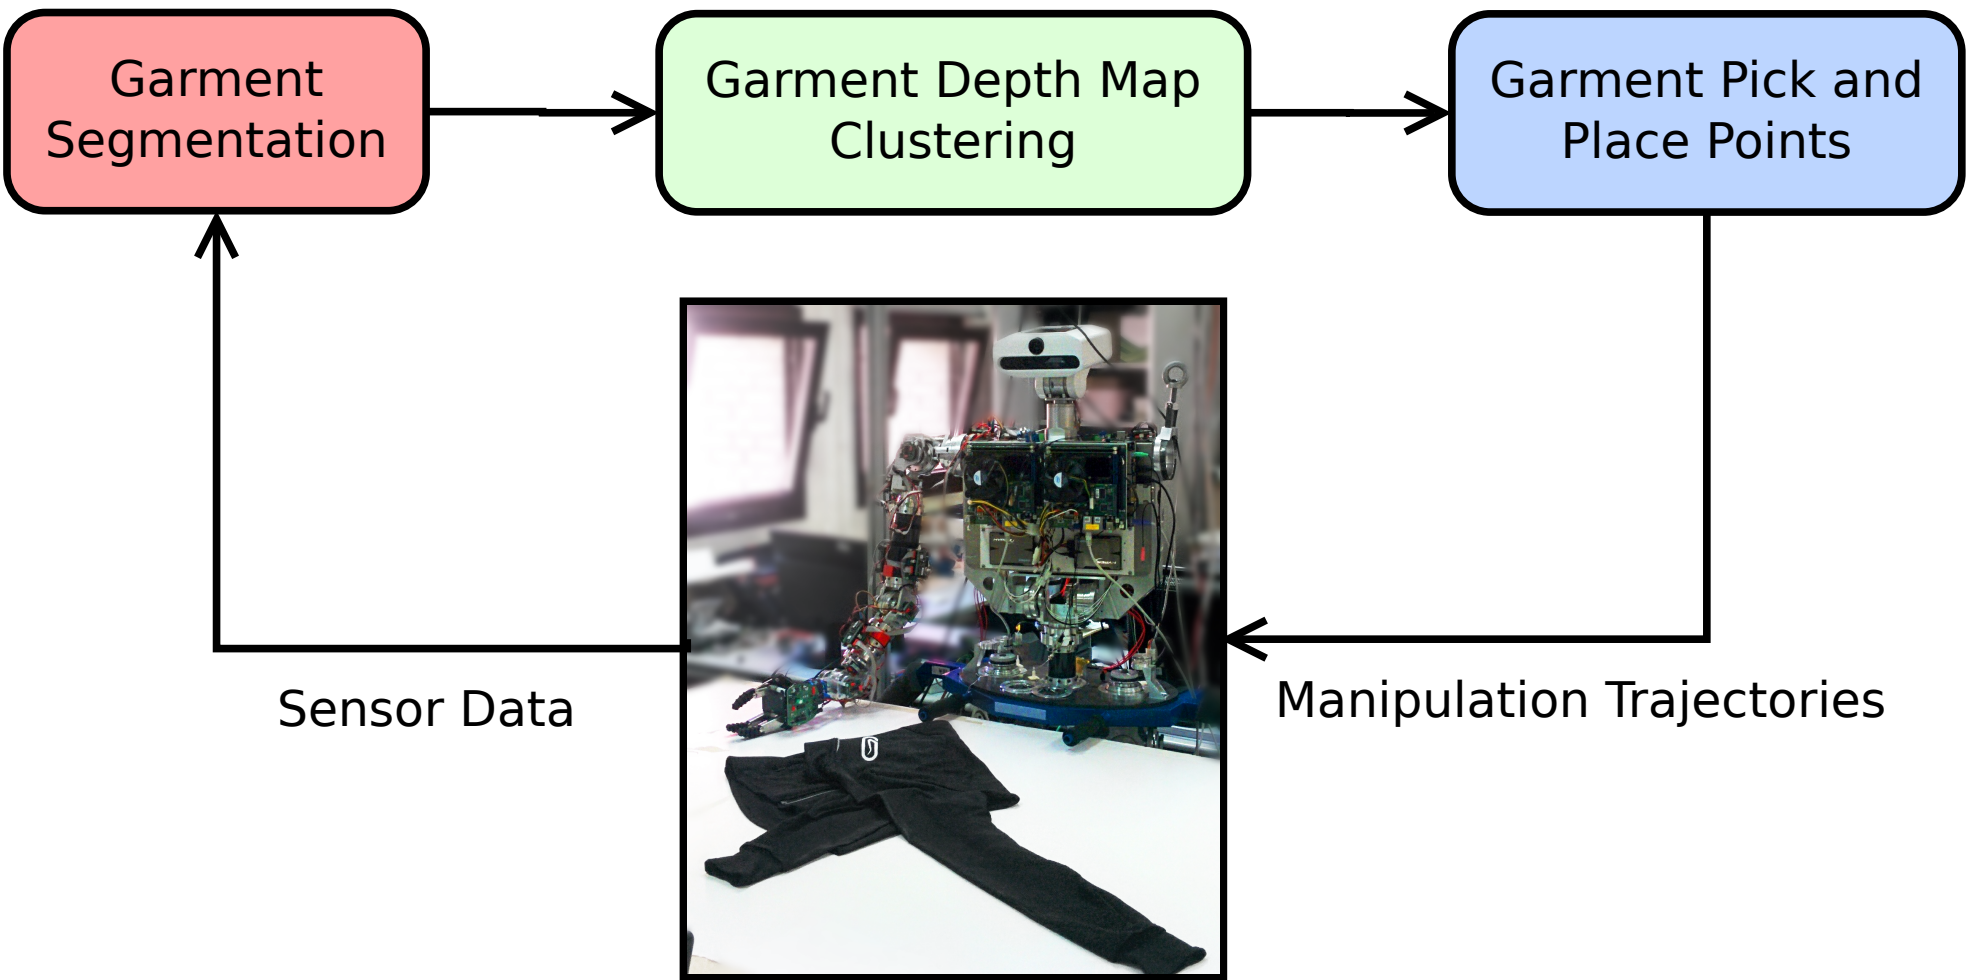 Garment
Segmentation
Garment Depth Map
Clustering
Garment Pick and
Place Points
Sensor Data
Manipulation Trajectories